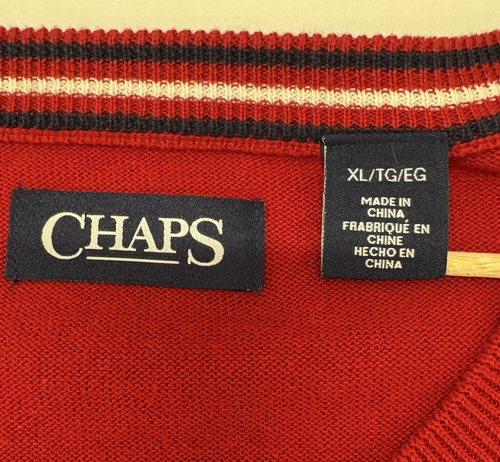 CHAPS
XL/TG/EG
MADE IN
CHINA
FRABRIQUÉ EN
CHINE
HECHO EN
CHINA